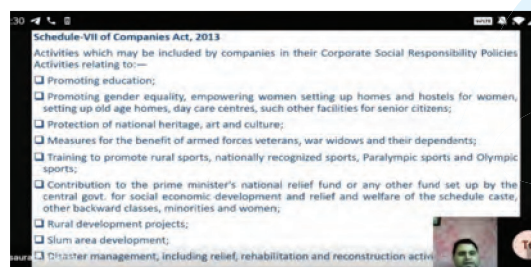 :30
Schedule-VII of Companies Act, 2013
Activities which may be included by companies in their Corporate Social Responsibility Policies
Activities relating to:—
❑ Promoting education;
❑ Promoting gender equality, empowering women setting up homes and hostels for women,
setting up old age homes, day care centres, such other facilities for senior citizens;
❑ Protection of national heritage, art and culture;
❑ Measures for the benefit of armed forces veterans, war widows and their dependents;
❑ Training to promote rural sports, nationally recognized sports, Paralympic sports and Olympic
sports;
❑ Contribution to the prime minister's national relief fund or any other fund set up by the
central govt. for social economic development and relief and welfare of the schedule caste,
other backward classes, minorities and women;
❑ Rural development projects;
❑ Slum area development;
saura
❑ Disaster management, including relief, rehabilitation and reconstruction activ